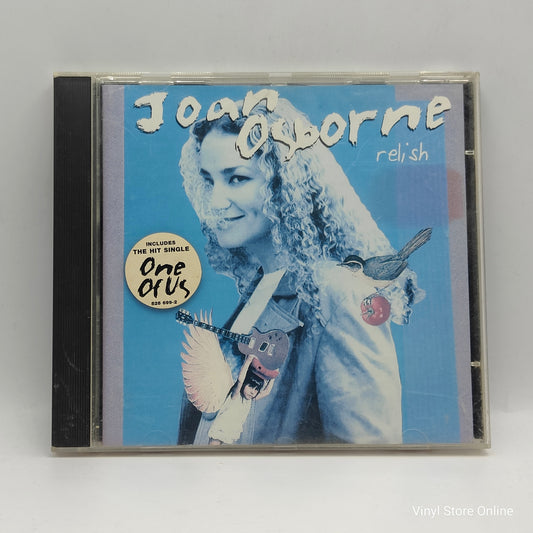 Joan
Osborne
relish
INCLUDES
THE HIT SINGLE
One
Of Us
526 699-2
Vinyl Store Online